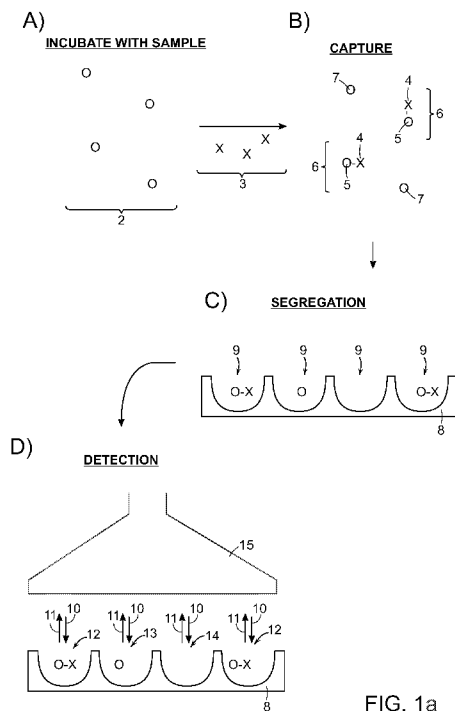 A)
INCUBATE WITH SAMPLE
O
O
O
O
2
X X X
3
B)
CAPTURE
7 O
4
X
O
5
6
6
4
O-X
5
O 7
C)
SEGREGATION
9 9 9 9
O-X O O-X
8
D)
DETECTION
15
11 10 11 10 11 10 11 10
12 13 14 12
O-X O O-X
8
FIG. 1a